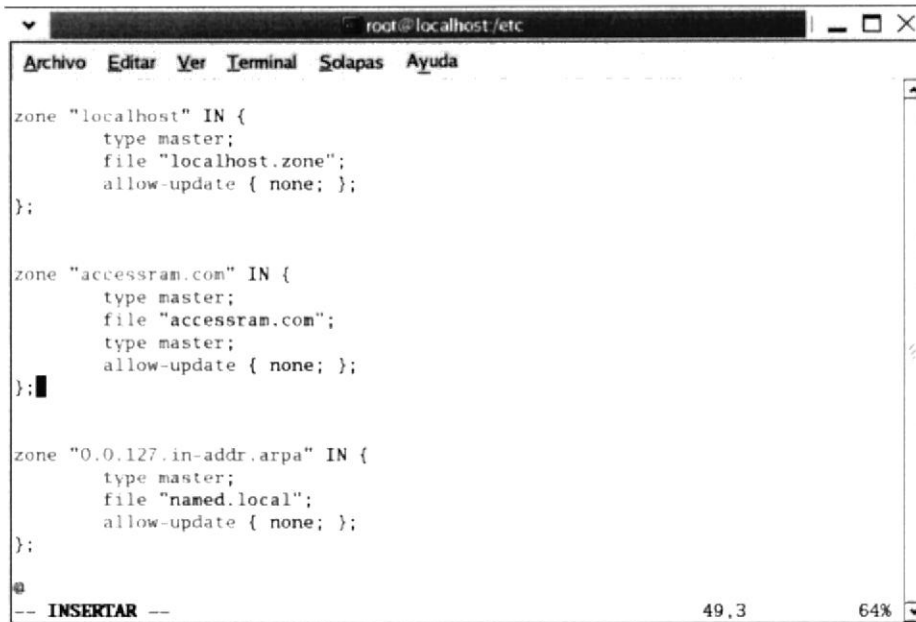 root@localhost:/etc
Archivo Editar Ver Terminal Solapas Ayuda
zone "localhost" IN {
type master;
file "localhost.zone";
allow-update { none; };
};
zone "accessram.com" IN {
type master;
file "accessram.com";
type master;
allow-update { none; };
};
zone "0.0.127.in-addr.arpa" IN {
type master;
file "named.local";
allow-update { none; };
};
@
-- INSERTAR -- 49,3 64%